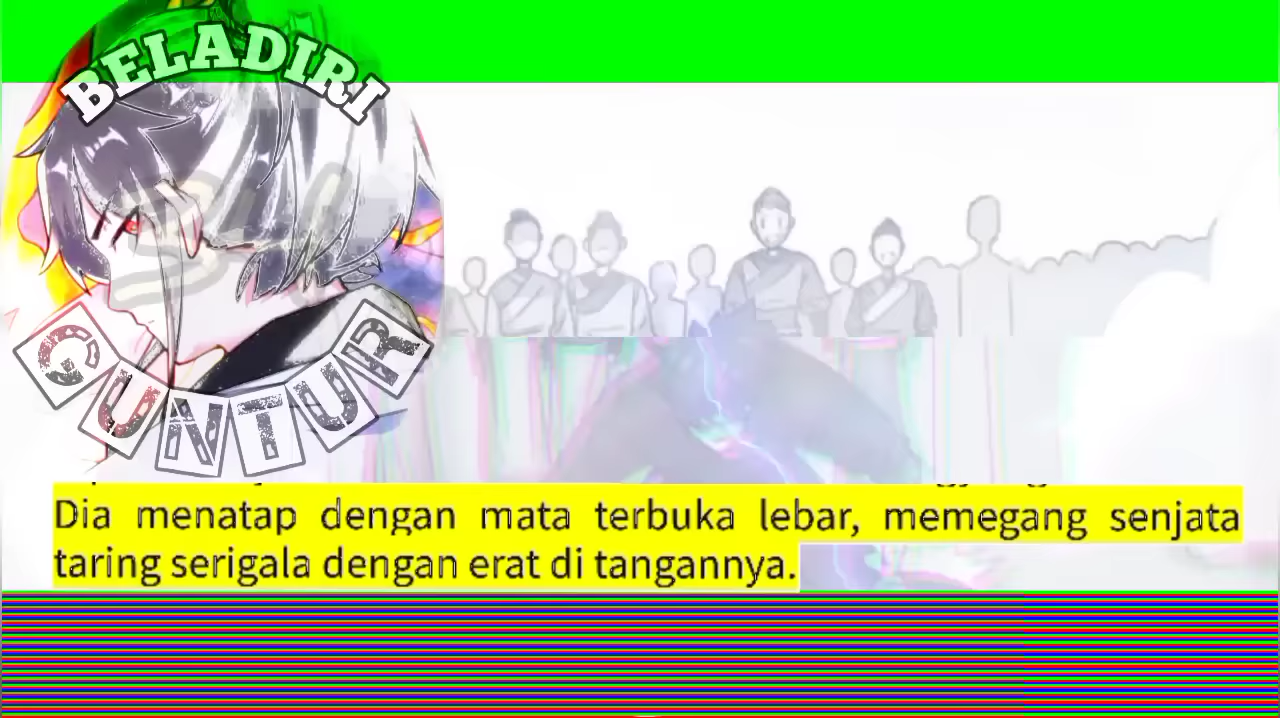 BELADIRI
GUNTUR
Dia menatap dengan mata terbuka lebar, memegang senjata
taring serigala dengan erat di tangannya.